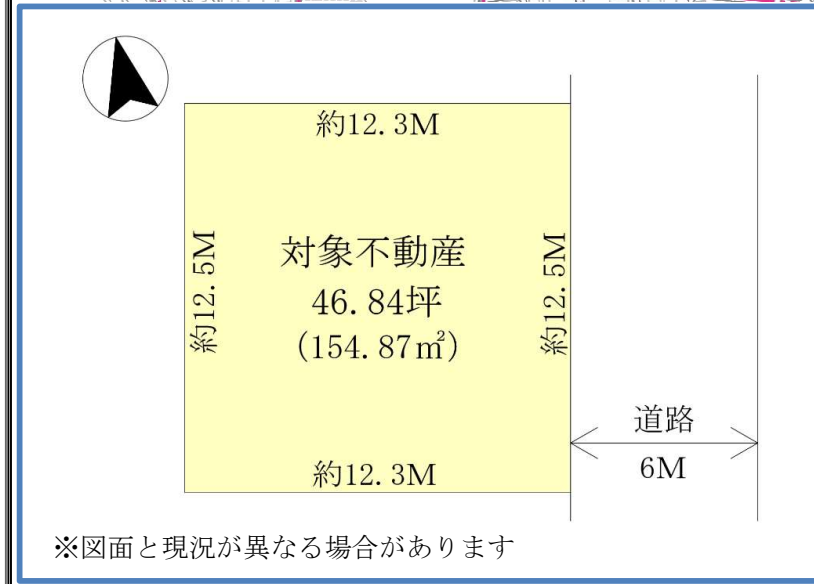 約12.3M
約12.5M
対象不動産
46.84坪
(154.87㎡)
約12.5M
道路
6M
約12.3M
※図面と現況が異なる場合があります